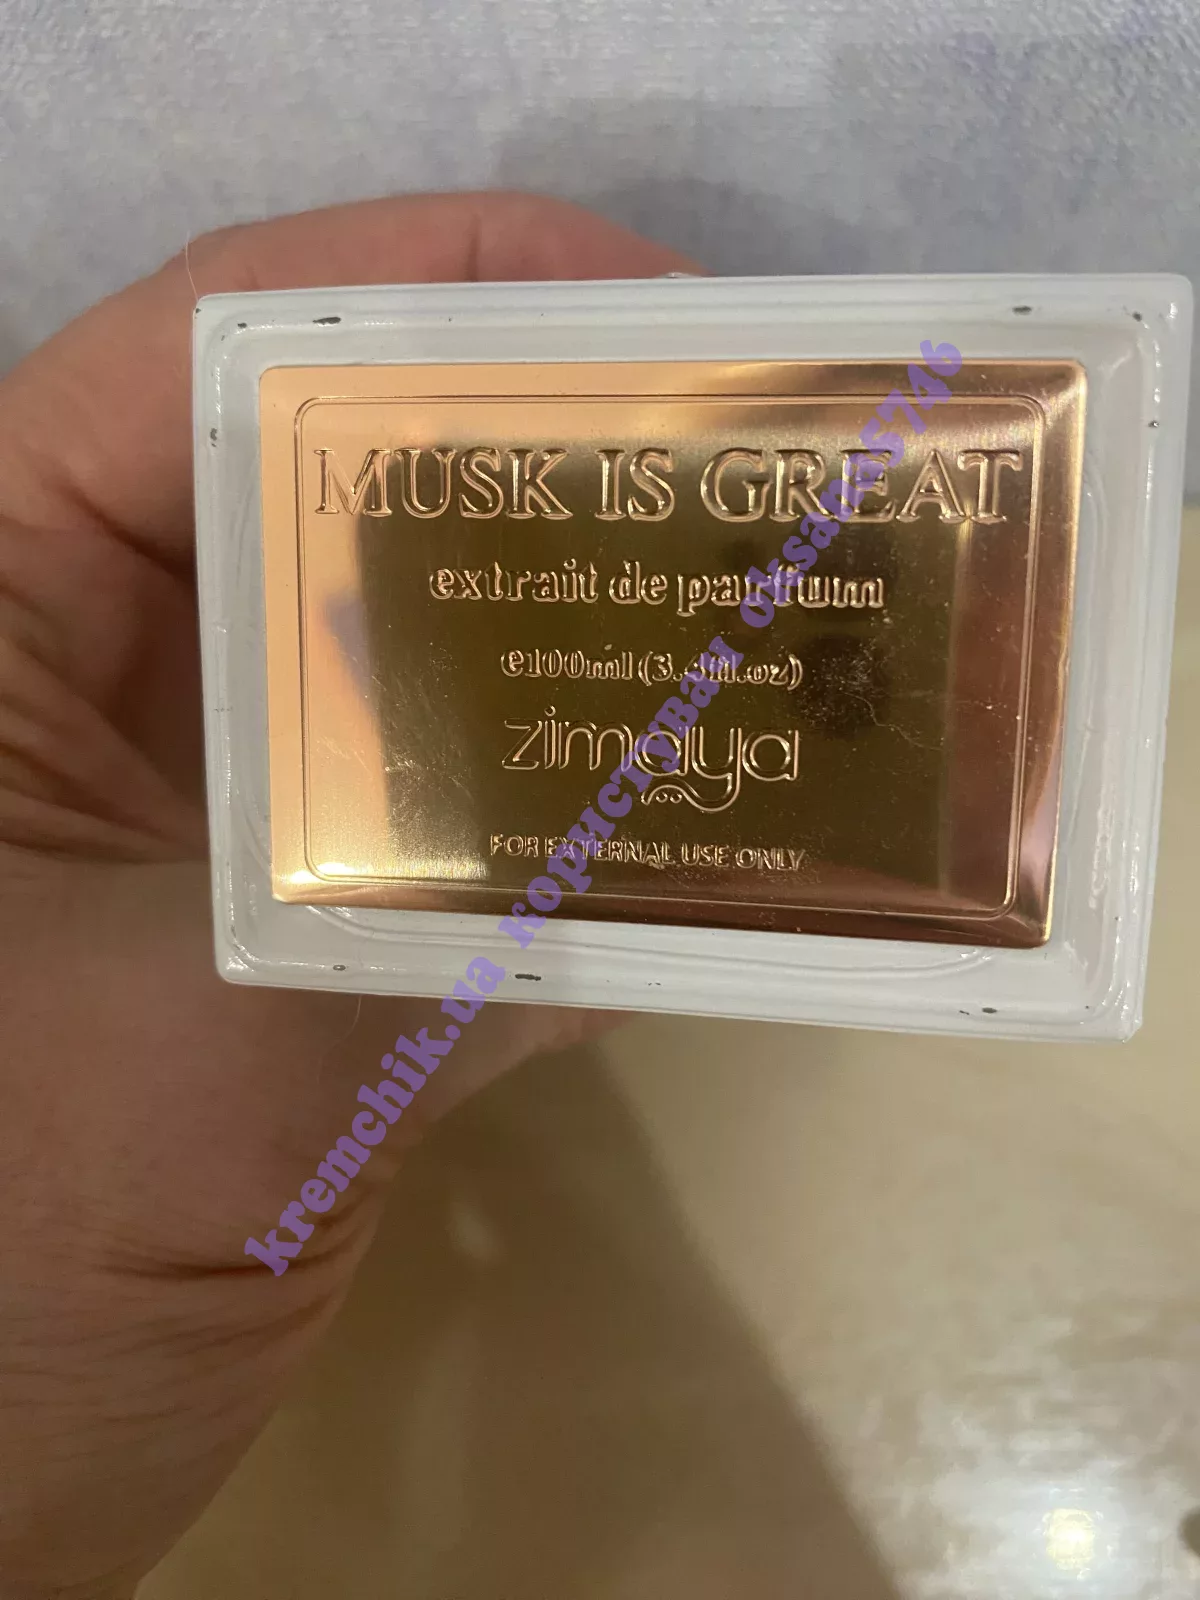 MUSK IS GREAT
extrait de parfum
e100ml (3.4fl.oz)
zimaya
FOR EXTERNAL USE ONLY
kremchik.ua користувач oksana5746